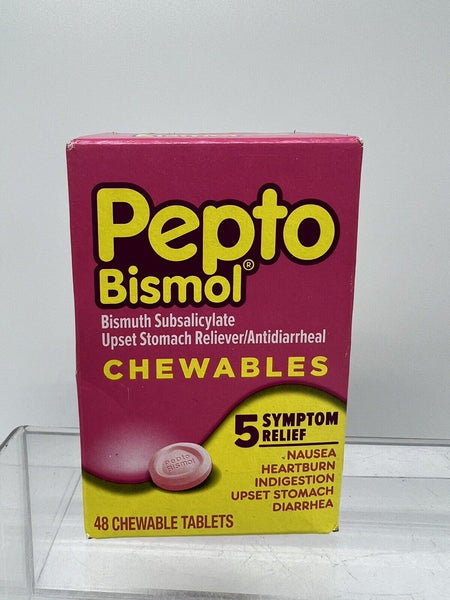 Pepto
Bismol®
Bismuth Subsalicylate
Upset Stomach Reliever/Antidiarrheal
CHEWABLES
5 SYMPTOM
RELIEF
NAUSEA
HEARTBURN
INDIGESTION
UPSET STOMACH
DIARRHEA
Pepto
Bismol
48 CHEWABLE TABLETS